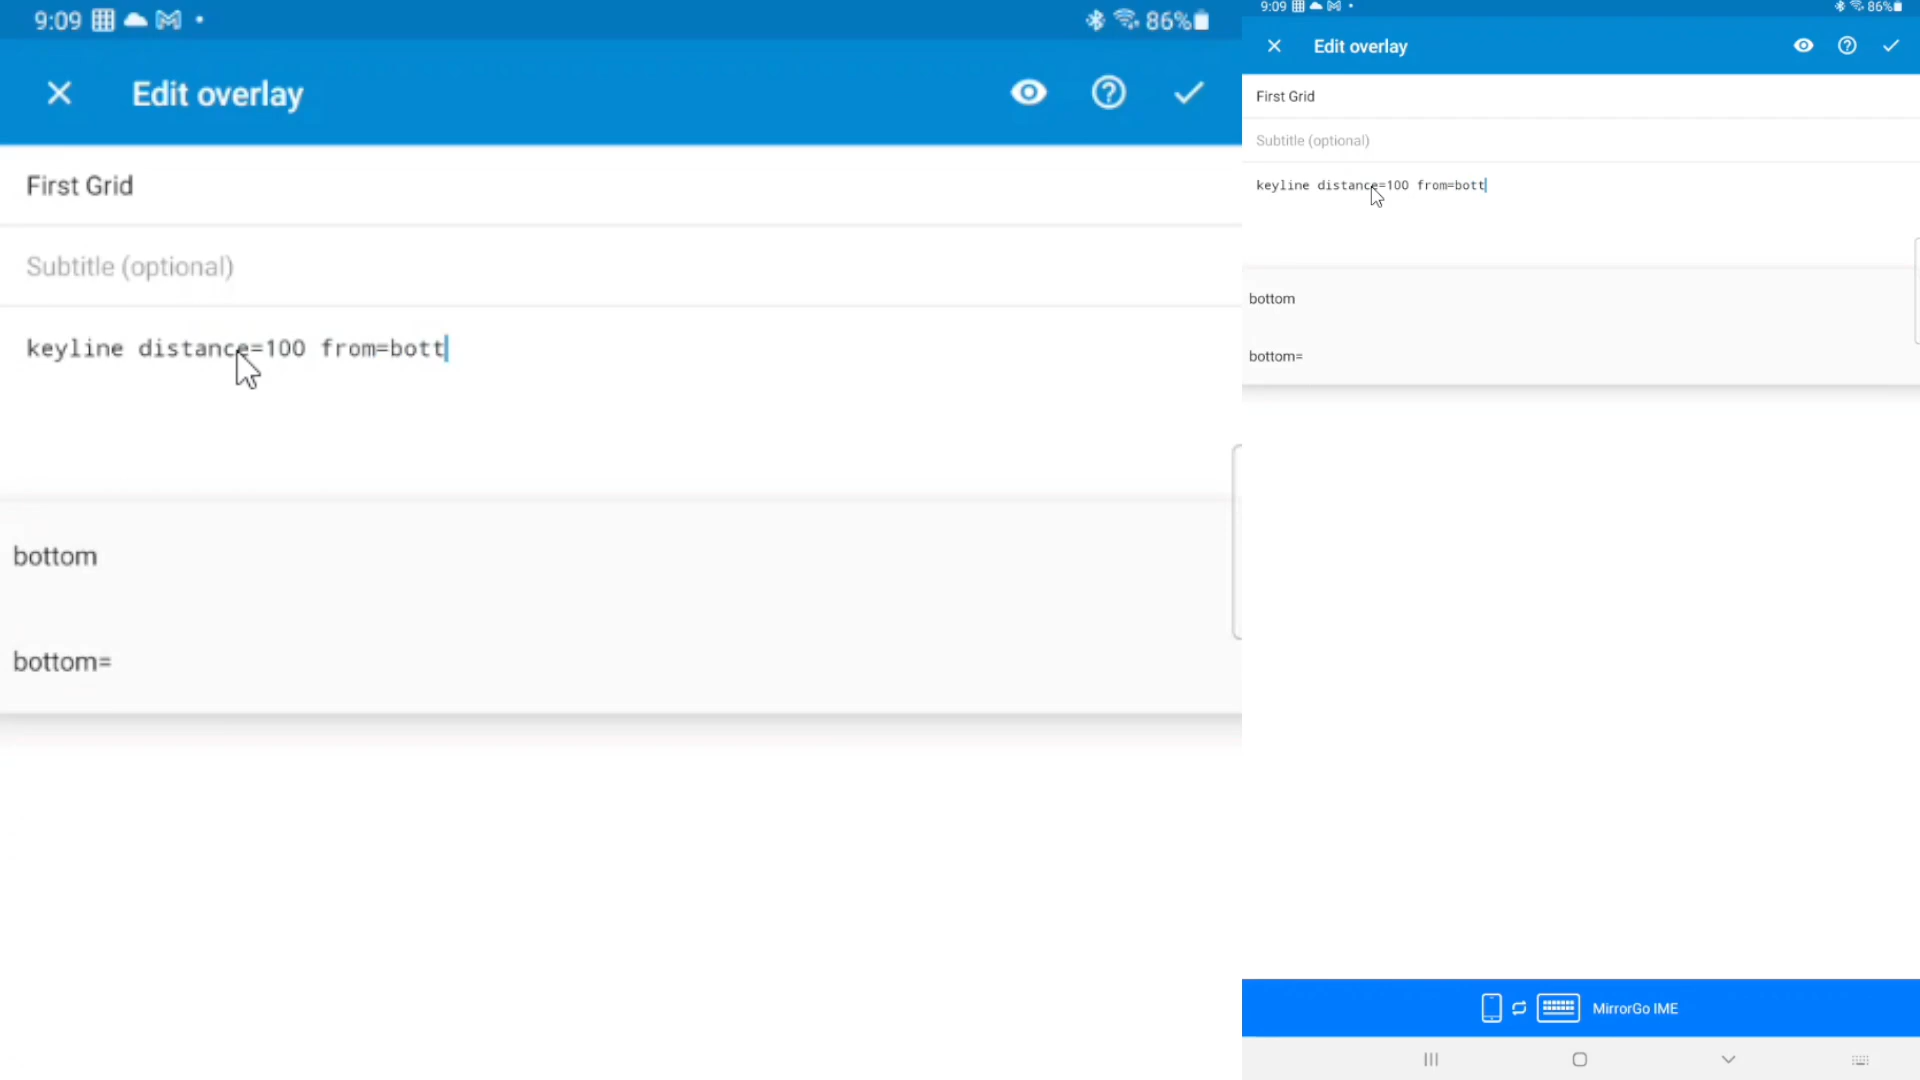 9:09 86%
Edit overlay
First Grid
Subtitle (optional)
keyline distance=100 from=bott
bottom
bottom=
9:09 86%
Edit overlay
First Grid
Subtitle (optional)
keyline distance=100 from=bott
bottom
bottom=
MirrorGo IME